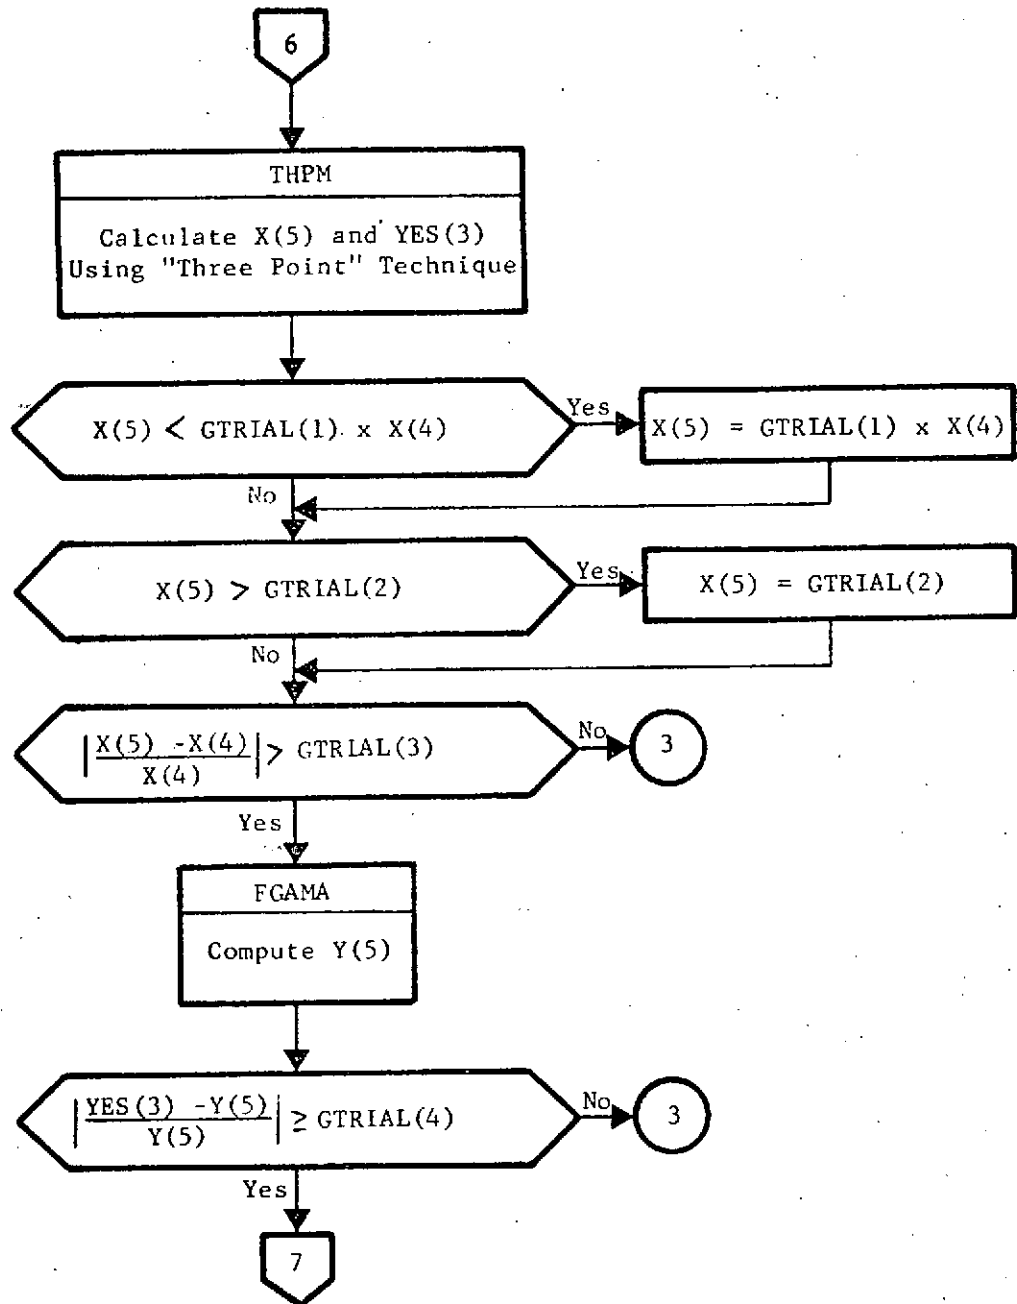 6
THPM
Calculate X(5) and YES(3)
Using "Three Point" Technique
X(5) < GTRIAL(1) x X(4)
Yes
X(5) = GTRIAL(1) x X(4)
No
X(5) > GTRIAL(2)
Yes
X(5) = GTRIAL(2)
No
|X(5) -X(4)/X(4)| > GTRIAL(3)
No
3
Yes
FGAMA
Compute Y(5)
|YES(3) -Y(5)/Y(5)| ≥ GTRIAL(4)
No
3
Yes
7